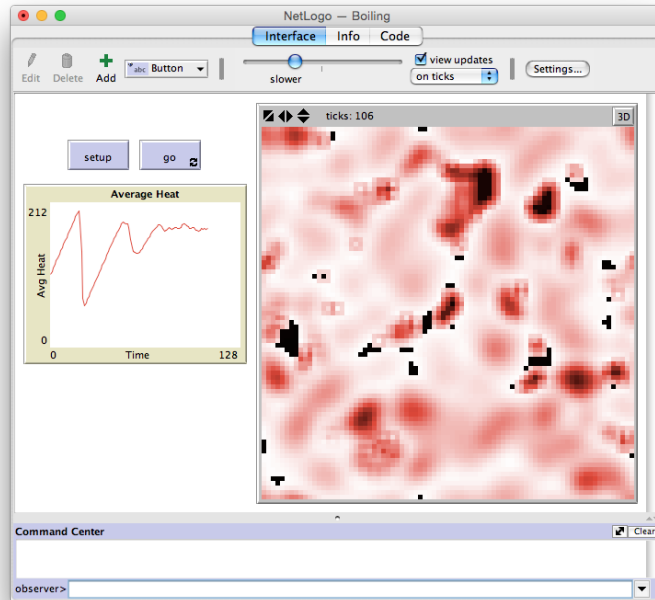 NetLogo — Boiling
Interface Info Code
Edit Delete Add abc Button slower view updates on ticks Settings...
ticks: 106 3D
setup go
Average Heat
212
Avg Heat
0
0 Time 128
Command Center Clear
observer>